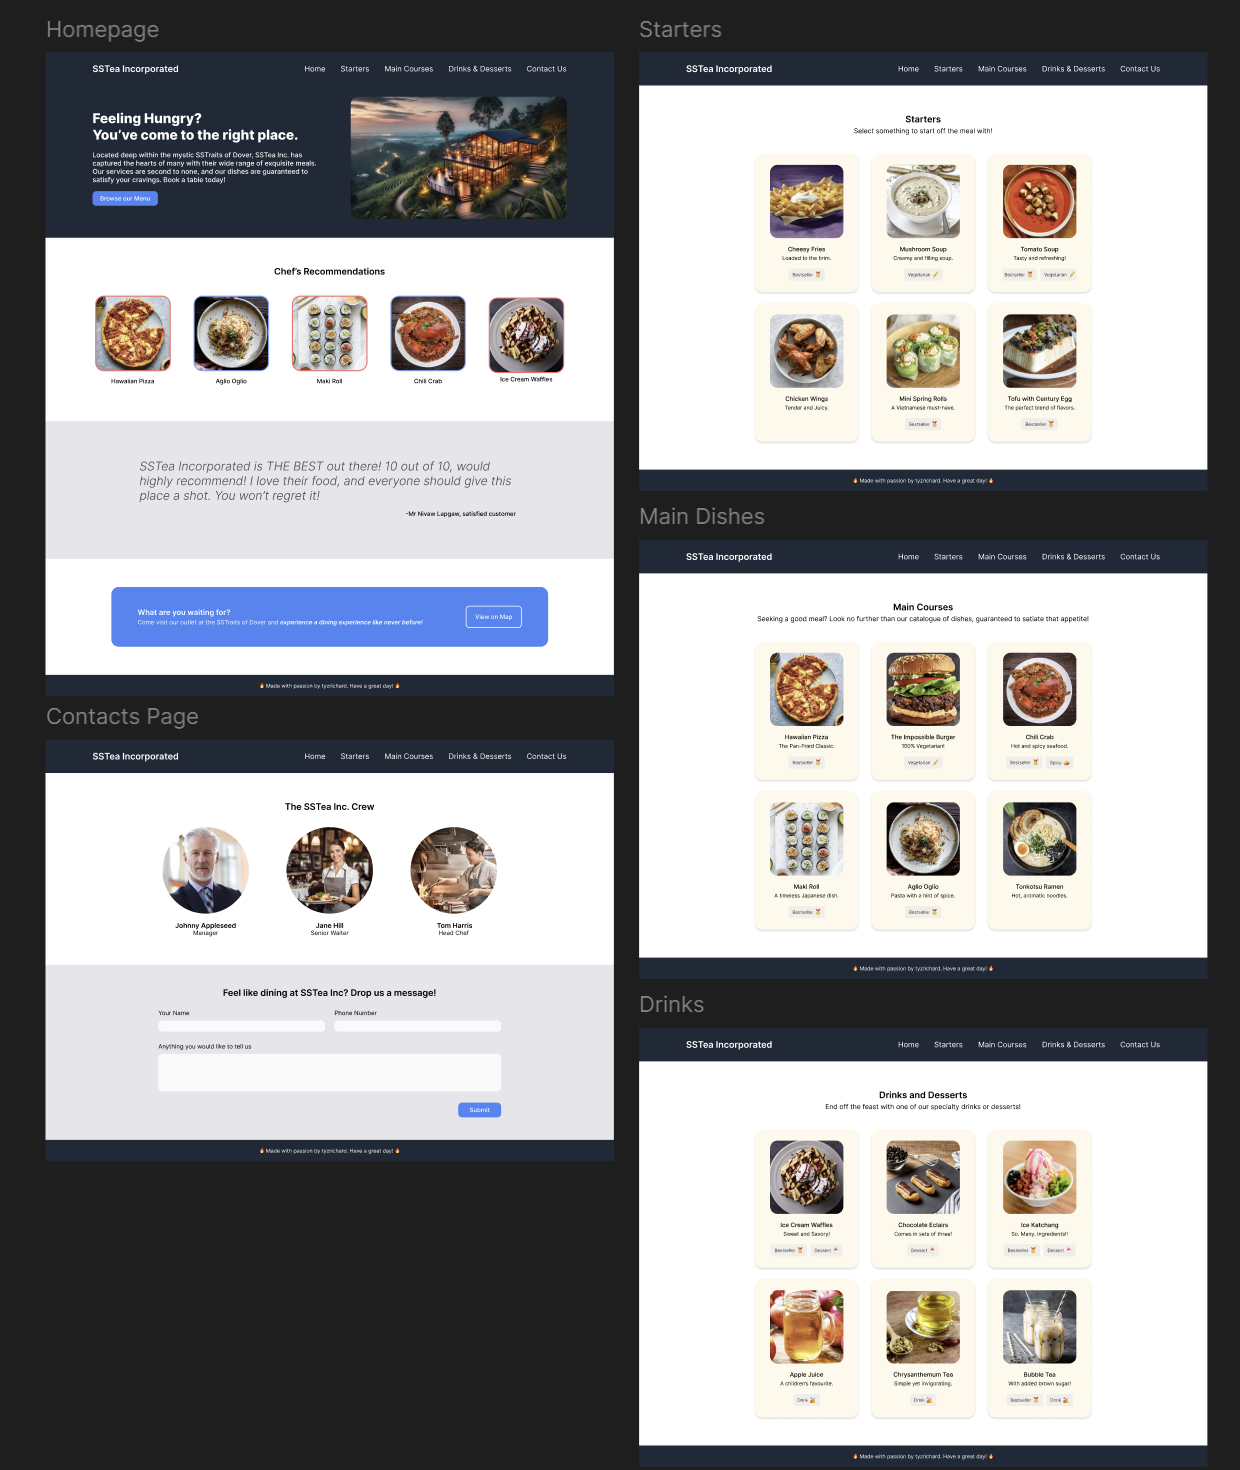 Homepage
SSTea Incorporated
Home Starters Main Courses Drinks & Desserts Contact Us
Feeling Hungry?
You've come to the right place.
Located deep within the mystic SSTraits of Dover, SSTea Inc. has
captured the hearts of many with their wide range of exquisite meals.
Our services are second to none, and our dishes are guaranteed to
satisfy your cravings. Book a table today!
Browse our Menu
Chef's Recommendations
Hawaiian Pizza
Aglio Oglio
Maki Roll
Chili Crab
Ice Cream Waffles
SSTea Incorporated is THE BEST out there! 10 out of 10, would
highly recommend! I love their food, and everyone should give this
place a shot. You won't regret it!
-Mr Nivaw Lapgaw, satisfied customer
What are you waiting for?
Come visit our outlet at the SSTraits of Dover and experience a dining experience like never before!
View on Map
🔥 Made with passion by tyzrichard. Have a great day! 🔥
Contacts Page
SSTea Incorporated
Home Starters Main Courses Drinks & Desserts Contact Us
The SSTea Inc. Crew
Johnny Appleseed
Manager
Jane Hill
Senior Waiter
Tom Harris
Head Chef
Feel like dining at SSTea Inc? Drop us a message!
Your Name
Phone Number
Anything you would like to tell us
Submit
🔥 Made with passion by tyzrichard. Have a great day! 🔥
Starters
SSTea Incorporated
Home Starters Main Courses Drinks & Desserts Contact Us
Starters
Select something to start off the meal with!
Cheesy Fries
Loaded to the brim.
Bestseller
Mushroom Soup
Creamy and filling soup.
Vegetarian
Tomato Soup
Tasty and refreshing!
Bestseller Vegetarian
Chicken Wings
Tender and Juicy.
Mini Spring Rolls
A Vietnamese must-have.
Bestseller
Tofu with Century Egg
The perfect blend of flavors.
Bestseller
🔥 Made with passion by tyzrichard. Have a great day! 🔥
Main Dishes
SSTea Incorporated
Home Starters Main Courses Drinks & Desserts Contact Us
Main Courses
Seeking a good meal? Look no further than our catalogue of dishes, guaranteed to satiate that appetite!
Hawaiian Pizza
The Pan-Fried Classic.
Bestseller
The Impossible Burger
100% Vegetarian!
Vegetarian
Chili Crab
Hot and spicy seafood.
Bestseller Spicy
Maki Roll
A timeless Japanese dish.
Bestseller
Aglio Oglio
Pasta with a hint of spice.
Bestseller
Tonkotsu Ramen
Hot, aromatic noodles.
🔥 Made with passion by tyzrichard. Have a great day! 🔥
Drinks
SSTea Incorporated
Home Starters Main Courses Drinks & Desserts Contact Us
Drinks and Desserts
End off the feast with one of our specialty drinks or desserts!
Ice Cream Waffles
Sweet and Savory!
Bestseller Dessert
Chocolate Eclairs
Comes in sets of three!
Dessert
Ice Katchang
So. Many. Ingredients!!
Bestseller Dessert
Apple Juice
A children's favourite.
Drink
Chrysanthemum Tea
Simple yet invigorating.
Drink
Bubble Tea
With added brown sugar!
Bestseller Drink
🔥 Made with passion by tyzrichard. Have a great day! 🔥